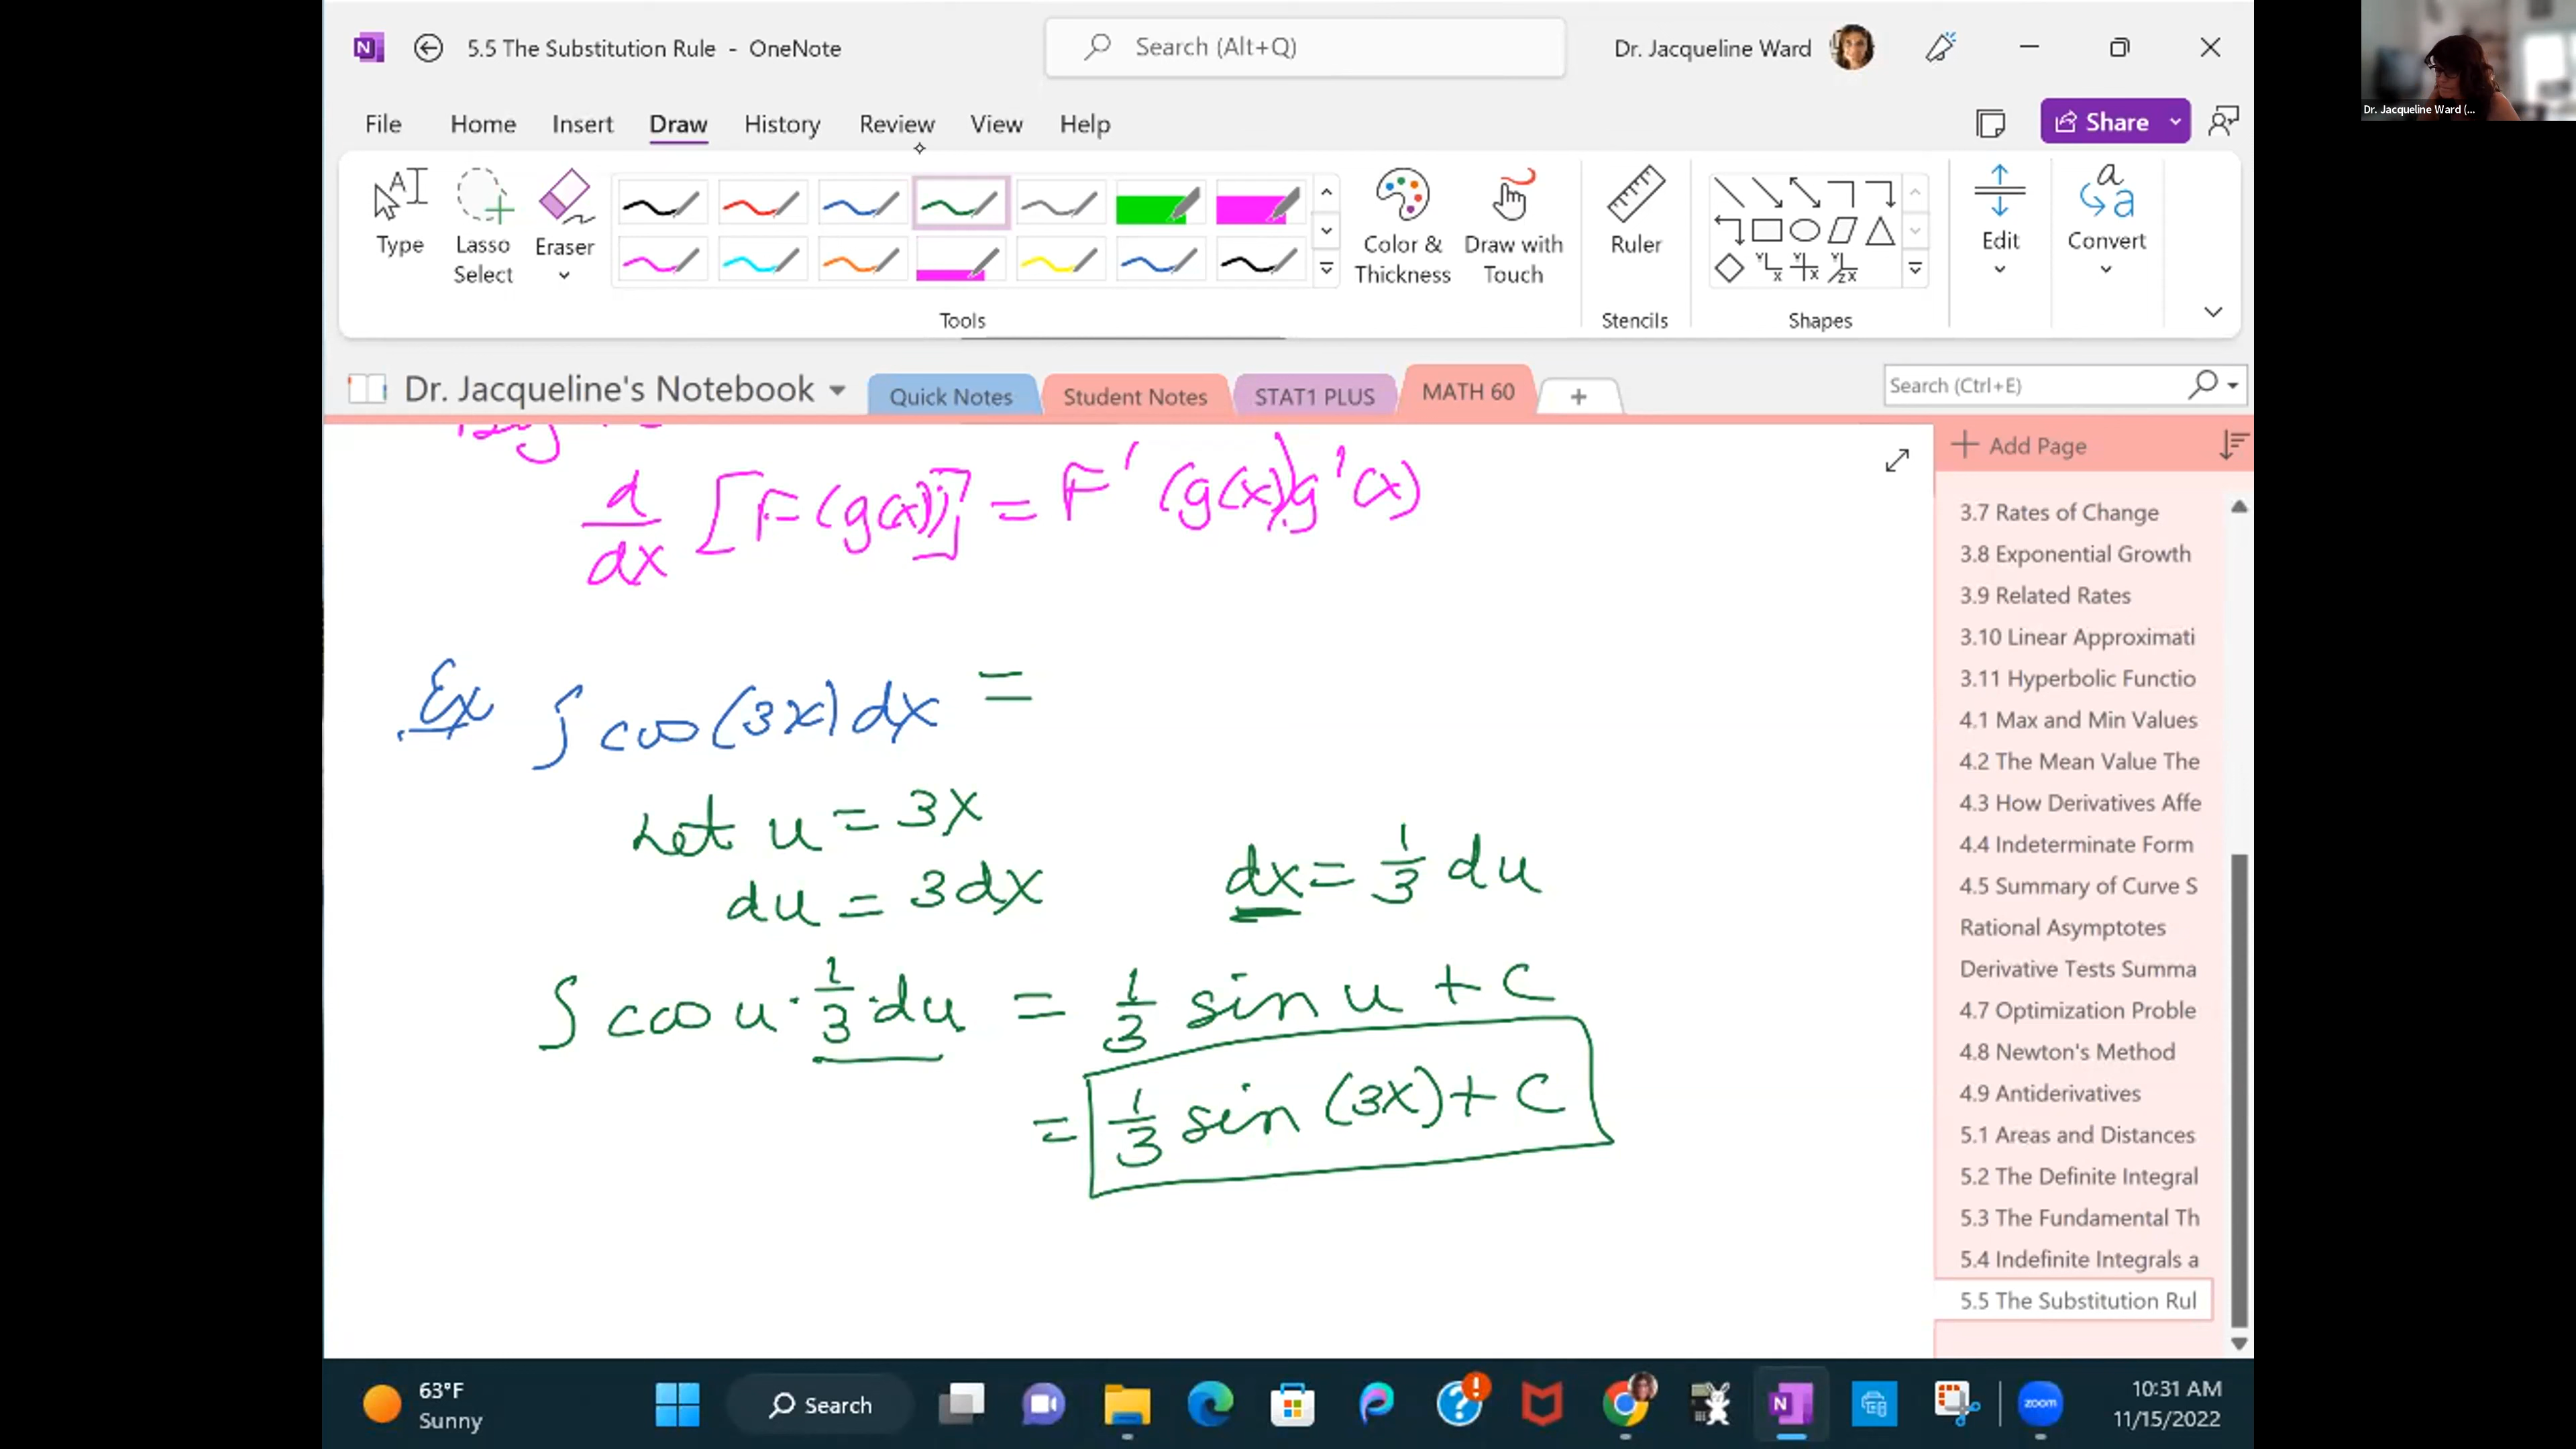 5.5 The Substitution Rule - OneNote
Search (Alt+Q)
Dr. Jacqueline Ward
Dr. Jacqueline Ward (...
File Home Insert Draw History Review View Help
Share
Type
Lasso Select
Eraser
Color & Thickness
Draw with Touch
Ruler
Edit
Convert
Tools
Stencils
Shapes
Dr. Jacqueline's Notebook
Quick Notes
Student Notes
STAT1 PLUS
MATH 60
Search (Ctrl+E)
d/dx [F(g(x))] = F'(g(x))g'(x)
Ex ∫ cos(3x)dx =
Let u = 3x
du = 3dx dx = 1/3 du
∫ cos u · 1/3 · du = 1/3 sin u + C
= 1/3 sin (3x) + C
Add Page
3.7 Rates of Change
3.8 Exponential Growth
3.9 Related Rates
3.10 Linear Approximati
3.11 Hyperbolic Functio
4.1 Max and Min Values
4.2 The Mean Value The
4.3 How Derivatives Affe
4.4 Indeterminate Form
4.5 Summary of Curve S
Rational Asymptotes
Derivative Tests Summa
4.7 Optimization Proble
4.8 Newton's Method
4.9 Antiderivatives
5.1 Areas and Distances
5.2 The Definite Integral
5.3 The Fundamental Th
5.4 Indefinite Integrals a
5.5 The Substitution Rul
63°F
Sunny
Search
zoom
10:31 AM
11/15/2022